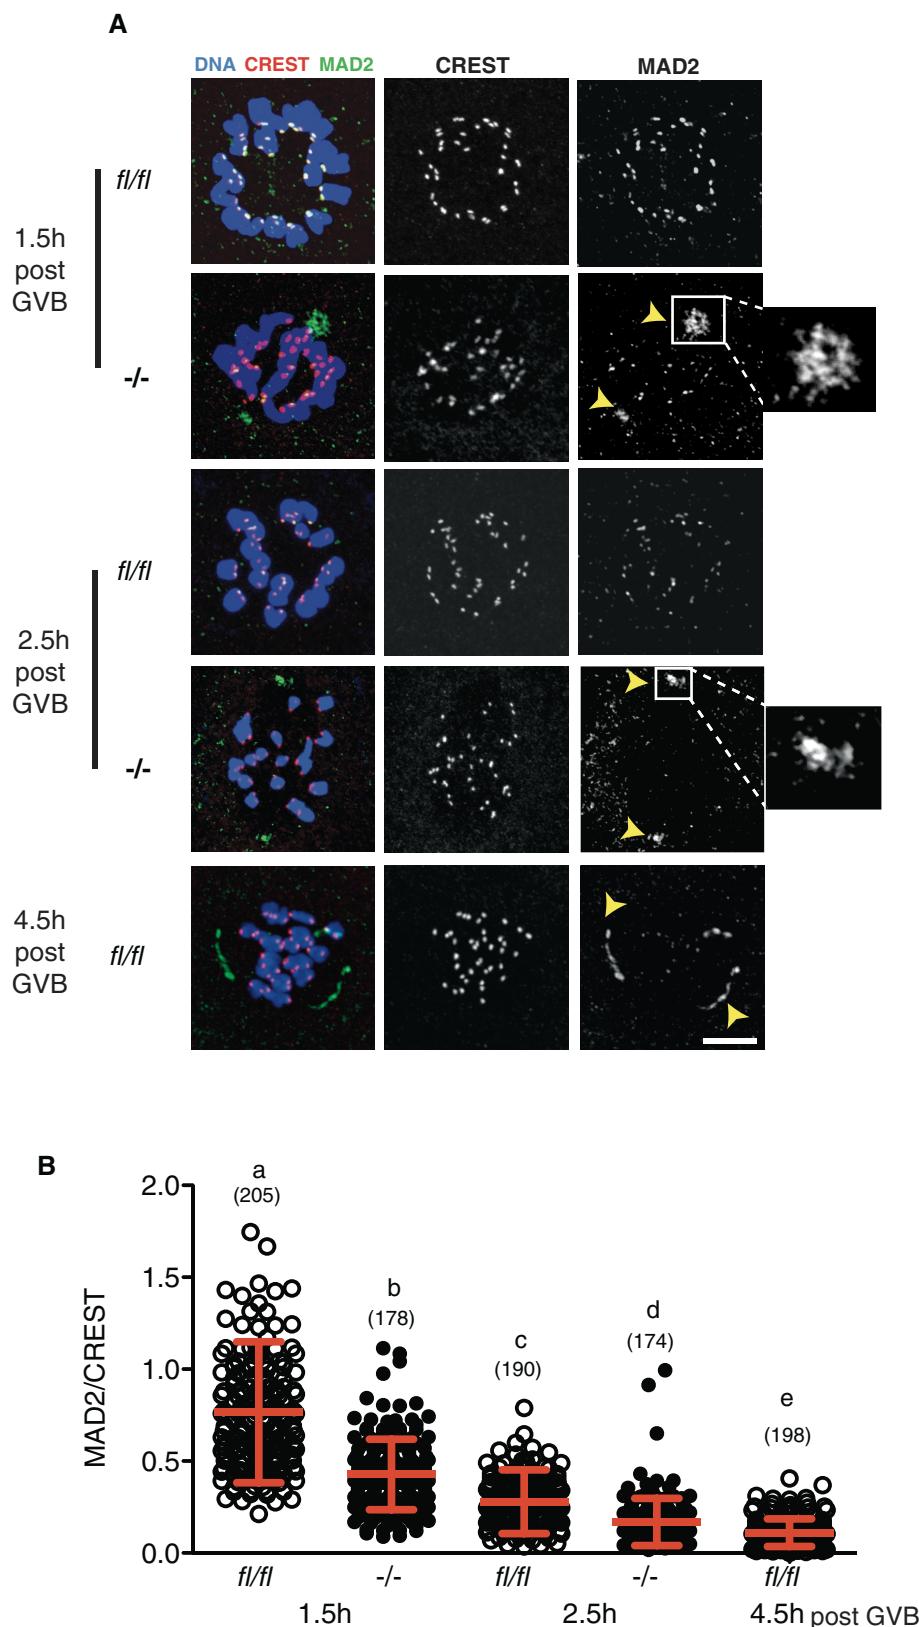 A
DNA CREST MAD2
CREST
MAD2
fl/fl
1.5h
post
GVB
-/-
fl/fl
2.5h
post
GVB
-/-
4.5h
post
GVB
fl/fl
B
MAD2/CREST
2.0
1.5
1.0
0.5
0.0
a
(205)
b
(178)
c
(190)
d
(174)
e
(198)
fl/fl -/- fl/fl -/- fl/fl
1.5h 2.5h 4.5h post GVB